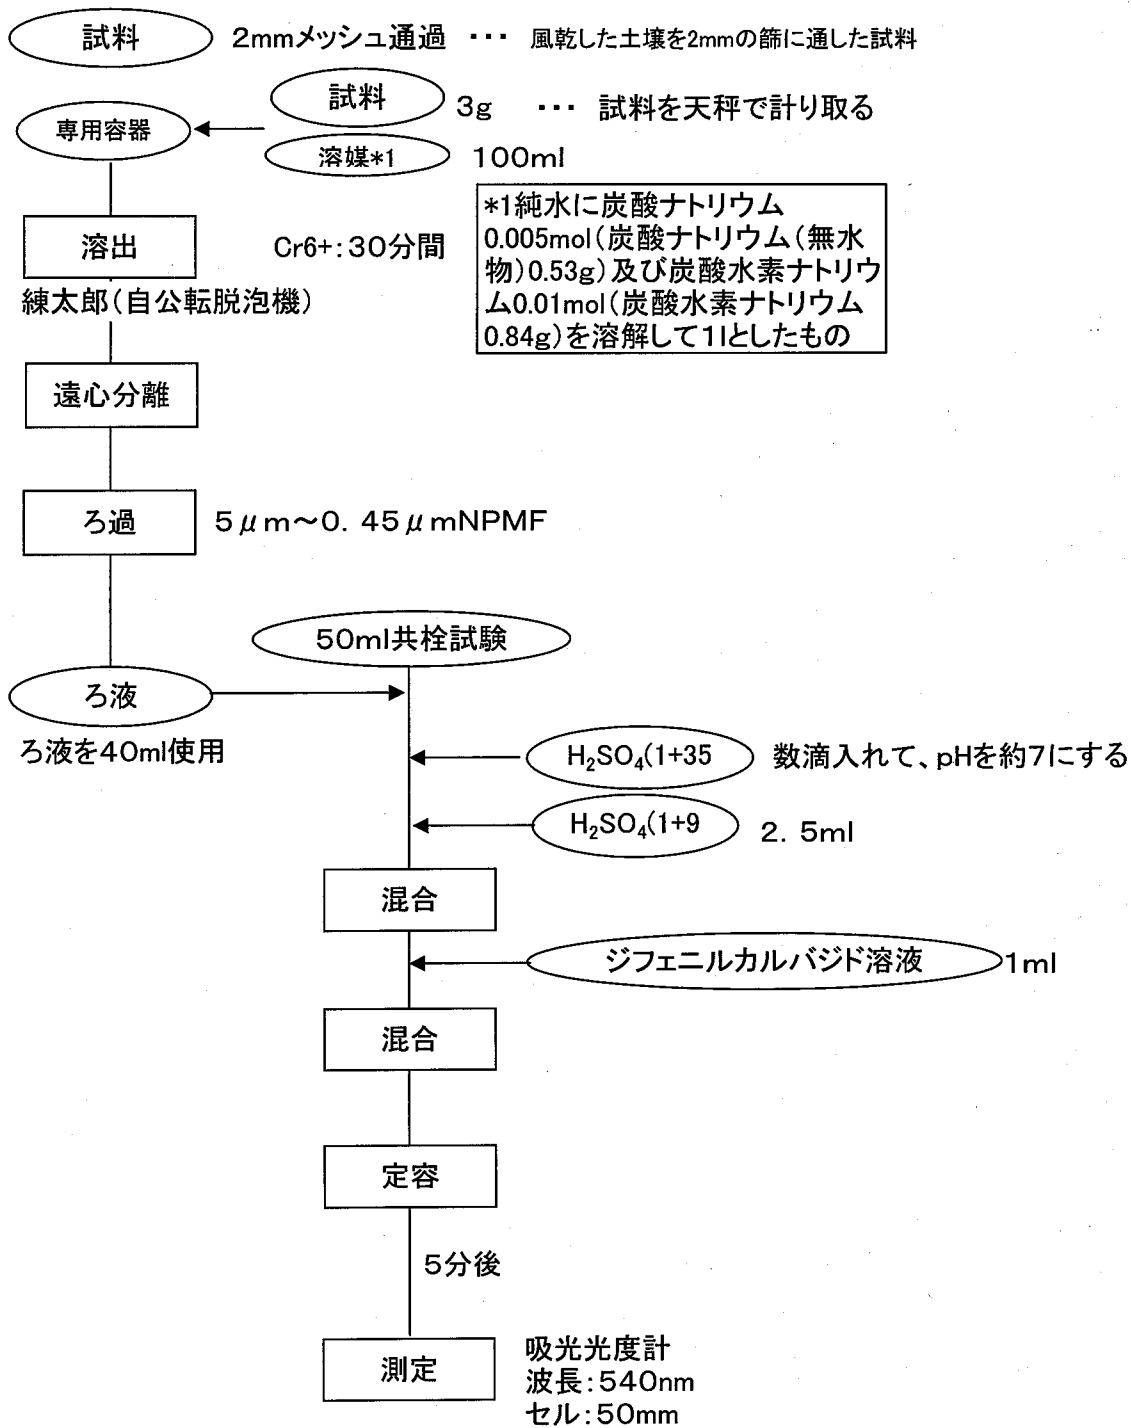 試料 2mmメッシュ通過 ・・・ 風乾した土壌を2mmの篩に通した試料
試料 3g ・・・ 試料を天秤で計り取る
専用容器
溶媒*1 100ml
*1純水に炭酸ナトリウム
0.005mol(炭酸ナトリウム(無水
物)0.53g)及び炭酸水素ナトリウ
ム0.01mol(炭酸水素ナトリウム
0.84g)を溶解して1lとしたもの
溶出 Cr6+:30分間
練太郎(自公転脱泡機)
遠心分離
ろ過 5μm~0.45μmNPMF
50ml共栓試験
ろ液
ろ液を40ml使用
H2SO4(1+35 数滴入れて、pHを約7にする
H2SO4(1+9 2.5ml
混合
ジフェニルカルバジド溶液 1ml
混合
定容
5分後
測定
吸光光度計
波長:540nm
セル:50mm